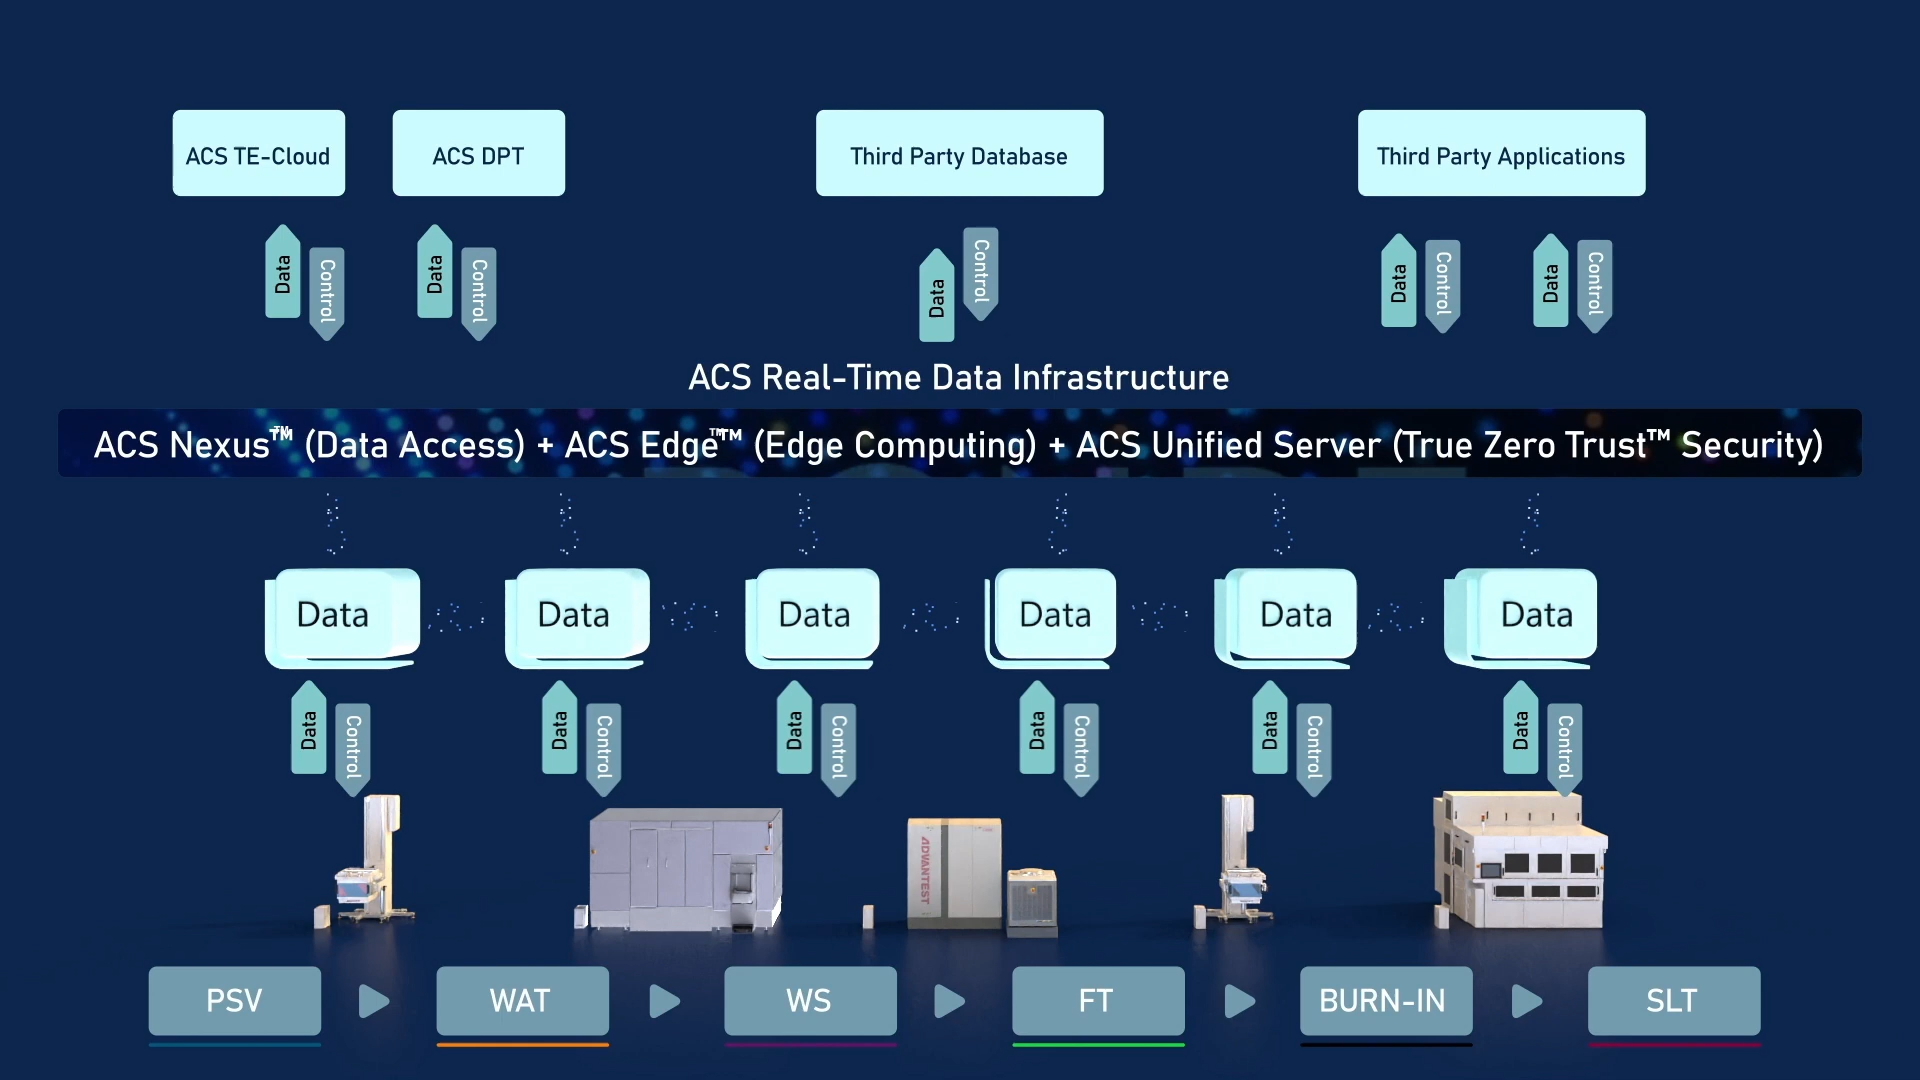 ACS TE-Cloud
ACS DPT
Third Party Database
Third Party Applications
Data
Control
Data
Control
Data
Control
Data
Control
Data
Control
ACS Real-Time Data Infrastructure
ACS Nexus™ (Data Access) + ACS Edge™ (Edge Computing) + ACS Unified Server (True Zero Trust™ Security)
Data
Data
Data
Data
Data
Data
Data
Control
Data
Control
Data
Control
Data
Control
Data
Control
Data
Control
ADVANTEST
PSV
WAT
WS
FT
BURN-IN
SLT